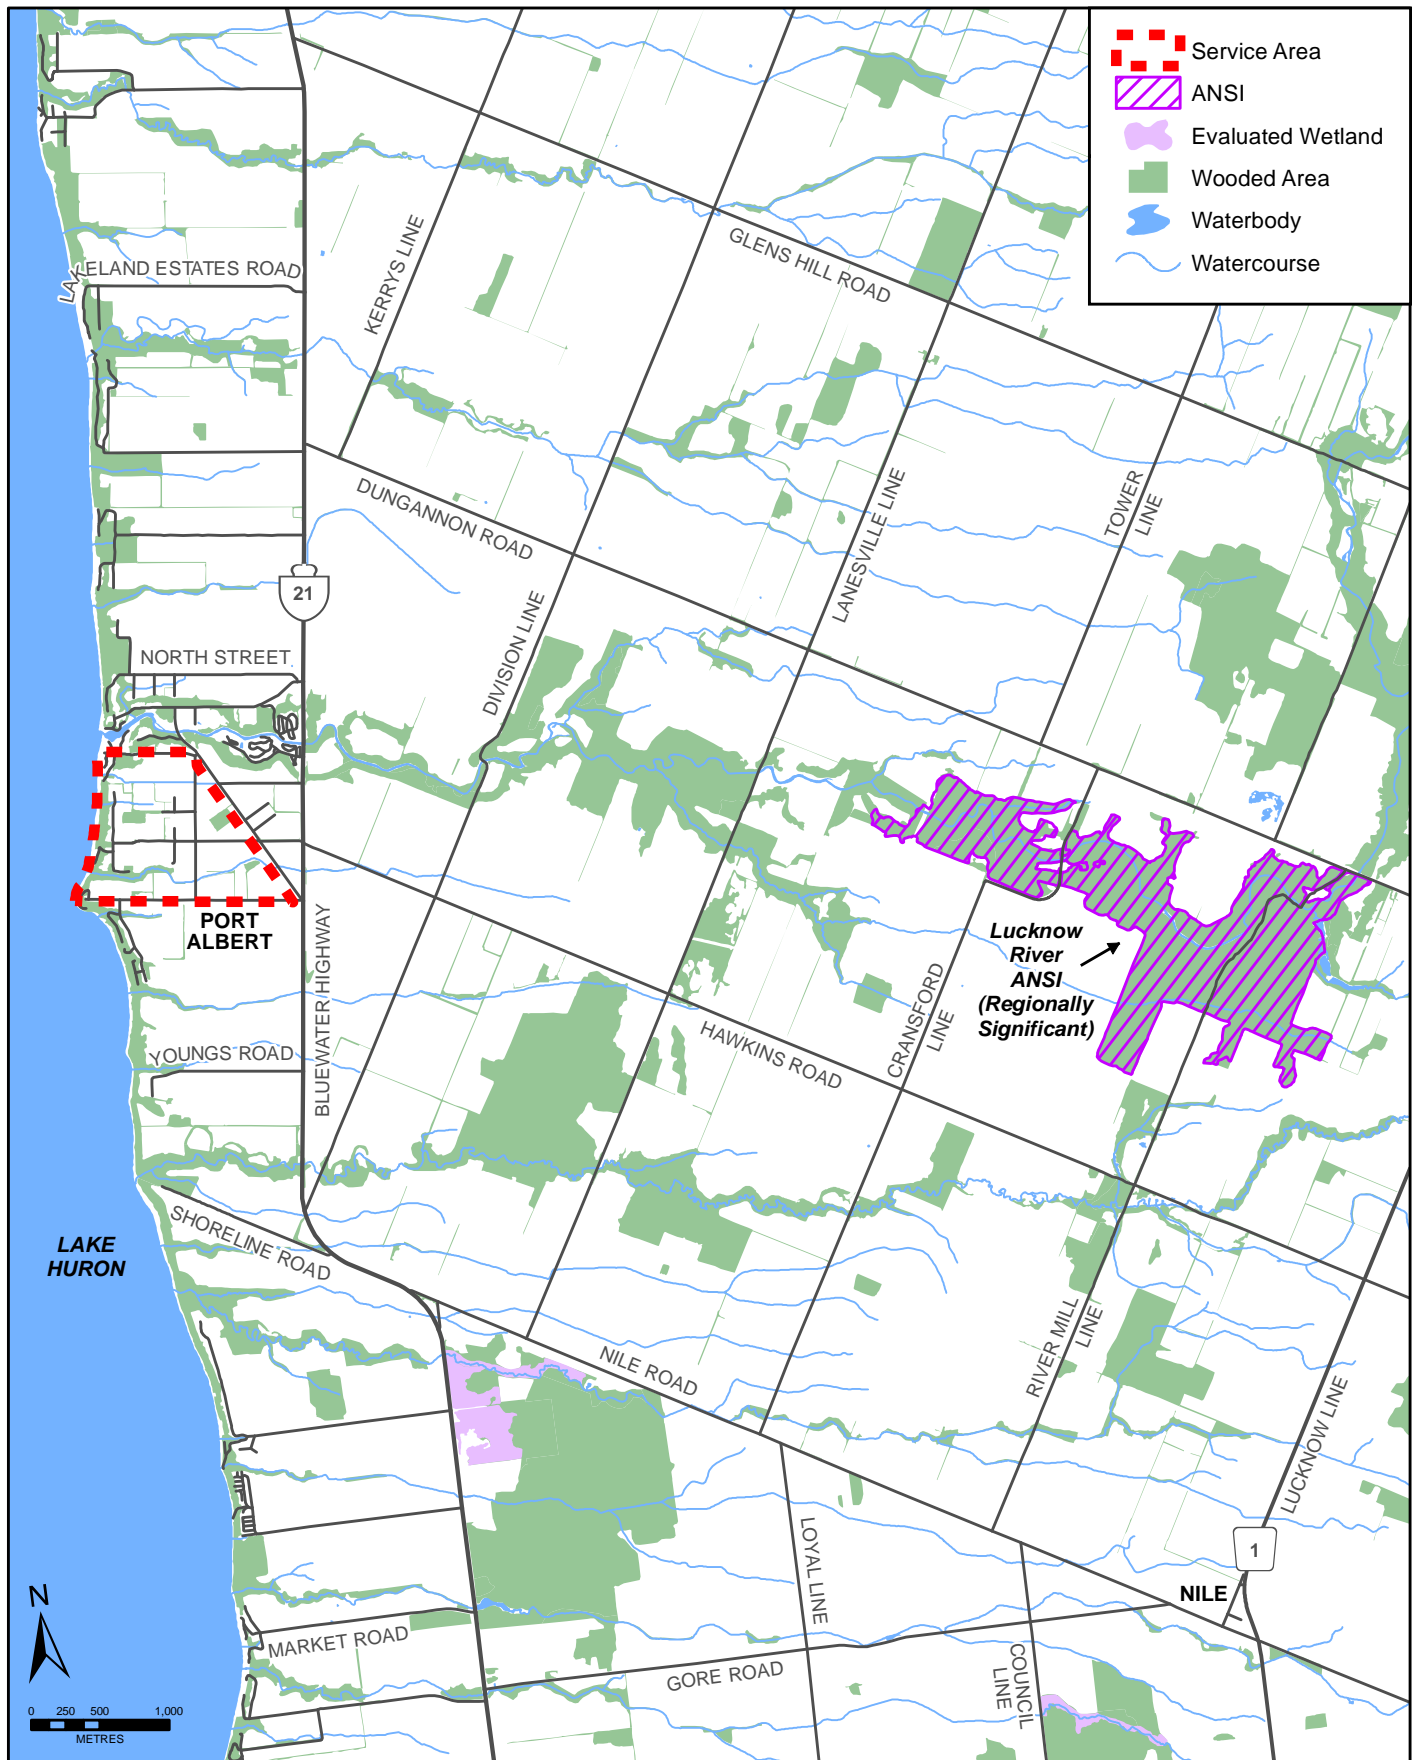 Service Area
ANSI
Evaluated Wetland
Wooded Area
Waterbody
Watercourse
GLENS HILL ROAD
KERRYS LINE
LAKELAND ESTATES ROAD
DUNGANNON ROAD
LANESVILLE LINE
TOWER
LINE
21
DIVISION LINE
NORTH STREET
PORT
ALBERT
BLUEWATER HIGHWAY
Lucknow
River
ANSI
(Regionally
Significant)
CRANSFORD
LINE
HAWKINS ROAD
YOUNGS ROAD
SHORELINE ROAD
LAKE
HURON
NILE ROAD
RIVER MILL
LINE
LUCKNOW LINE
LOYAL LINE
1
NILE
COUNCIL
LINE
MARKET ROAD
GORE ROAD
N
0 250 500 1,000
METRES